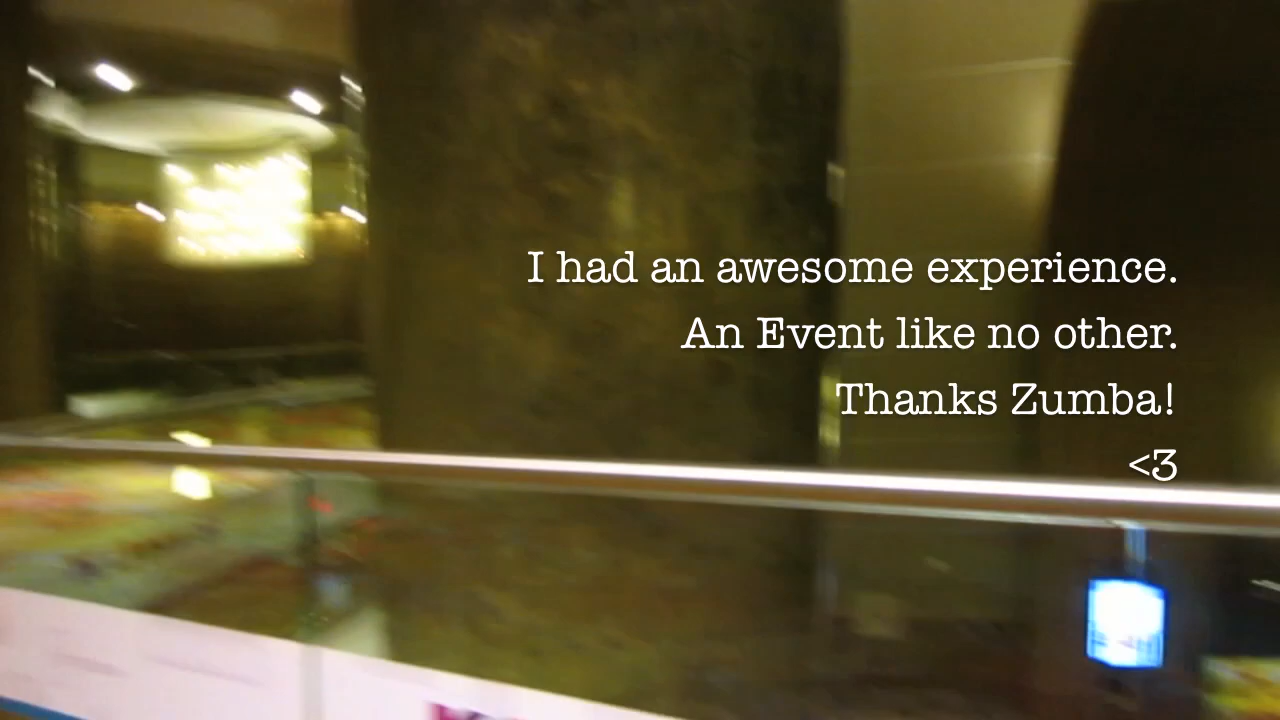 I had an awesome experience.
An Event like no other.
Thanks Zumba!
<3